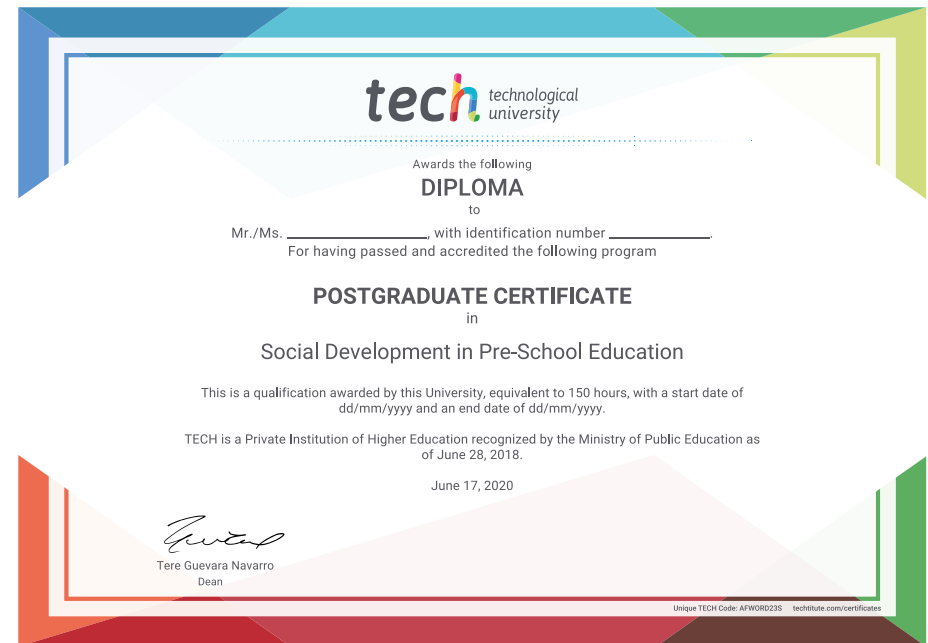 tech technological
university
Awards the following
DIPLOMA
to
Mr./Ms. ________________, with identification number ____________.
For having passed and accredited the following program
POSTGRADUATE CERTIFICATE
in
Social Development in Pre-School Education
This is a qualification awarded by this University, equivalent to 150 hours, with a start date of
dd/mm/yyyy and an end date of dd/mm/yyyy.
TECH is a Private Institution of Higher Education recognized by the Ministry of Public Education as
of June 28, 2018.
June 17, 2020
Tere Guevara Navarro
Dean
Unique TECH Code: AFWORD23S techtitute.com/certificates